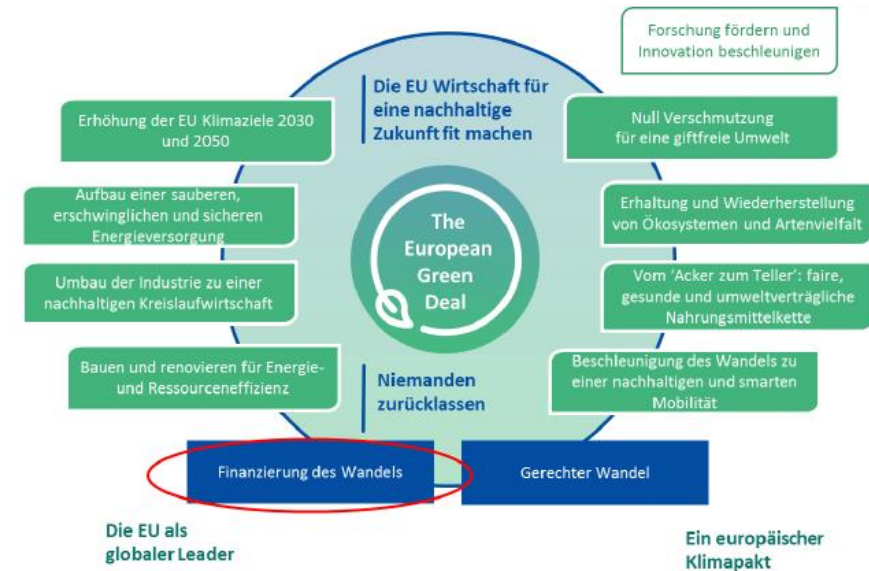 Forschung fördern und
Innovation beschleunigen
Die EU Wirtschaft für
eine nachhaltige
Zukunft fit machen
Erhöhung der EU Klimaziele 2030
und 2050
Null Verschmutzung
für eine giftfreie Umwelt
Aufbau einer sauberen,
erschwinglichen und sicheren
Energieversorgung
The
European
Green
Deal
Erhaltung und Wiederherstellung
von Ökosystemen und Artenvielfalt
Umbau der Industrie zu einer
nachhaltigen Kreislaufwirtschaft
Vom 'Acker zum Teller': faire,
gesunde und umweltverträgliche
Nahrungsmittelkette
Bauen und renovieren für Energie-
und Ressourceneffizienz
Niemanden
zurücklassen
Beschleunigung des Wandels zu
einer nachhaltigen und smarten
Mobilität
Finanzierung des Wandels
Gerechter Wandel
Die EU als
globaler Leader
Ein europäischer
Klimapakt